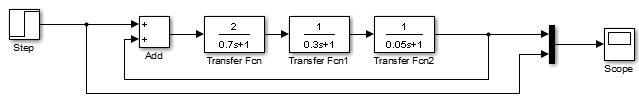 +
+
2
0.7s+1
1
0.3s+1
1
0.05s+1
Step
Add
Transfer Fcn
Transfer Fcn1
Transfer Fcn2
Scope